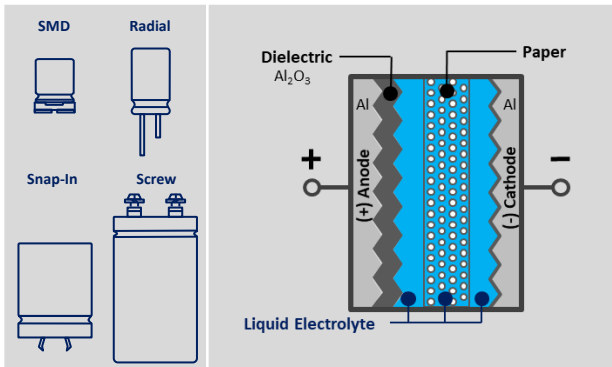 SMD
Radial
Snap-In
Screw
Dielectric
Al₂O₃
Paper
Al
Al
+
(+) Anode
(-) Cathode
−
Liquid Electrolyte